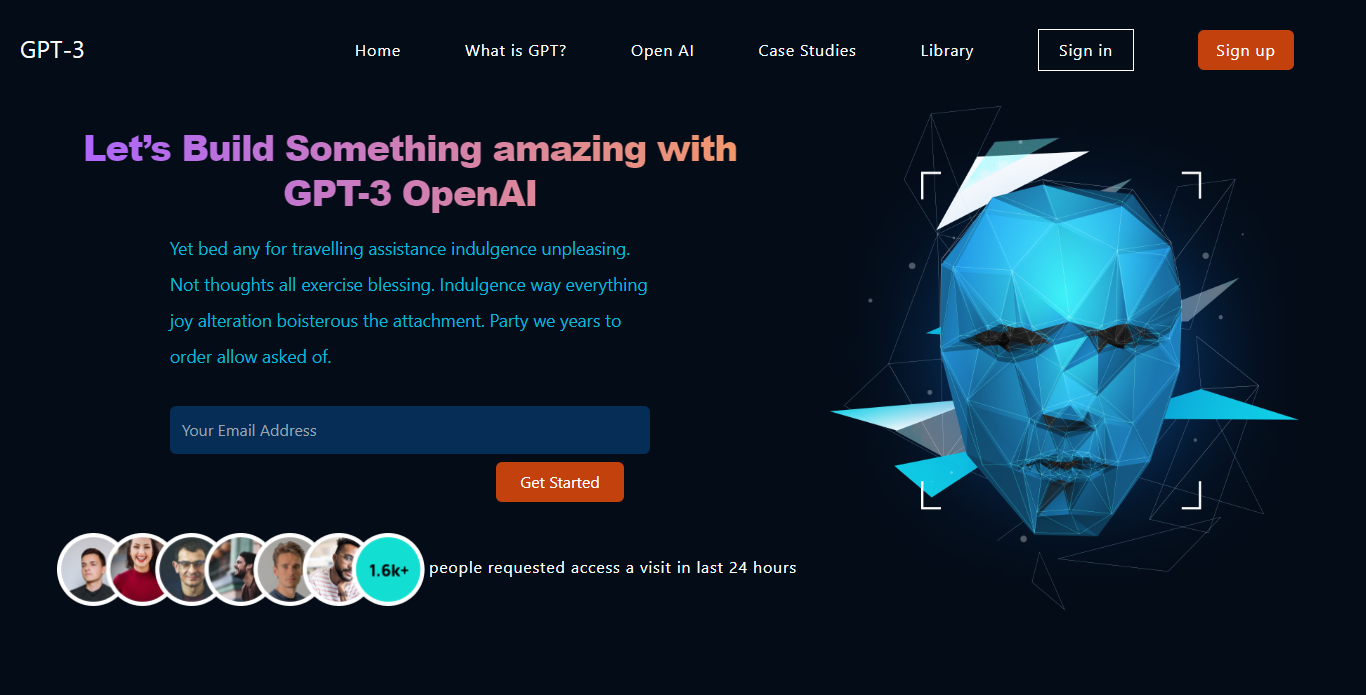 GPT-3
Home
What is GPT?
Open AI
Case Studies
Library
Sign in
Sign up
Let’s Build Something amazing with
GPT-3 OpenAI
Yet bed any for travelling assistance indulgence unpleasing.
Not thoughts all exercise blessing. Indulgence way everything
joy alteration boisterous the attachment. Party we years to
order allow asked of.
Your Email Address
Get Started
1.6k+
people requested access a visit in last 24 hours